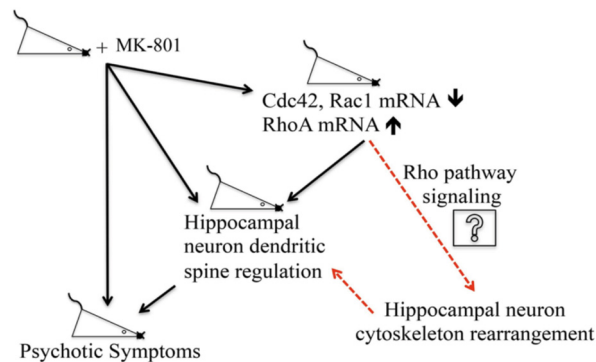 + MK-801
Cdc42, Rac1 mRNA ↓
RhoA mRNA ↑
Rho pathway
signaling
?
Hippocampal
neuron dendritic
spine regulation
Hippocampal neuron
cytoskeleton rearrangement
Psychotic Symptoms